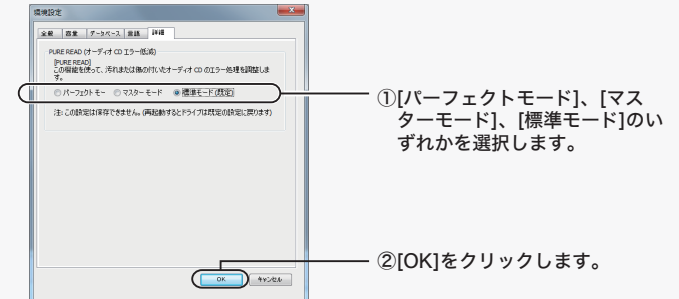 環境設定
全般 容量 データベース 言語 詳細
PURE READ (オーディオ CD エラー低減)
[PURE READ]
この機能を使って、汚れまたは傷の付いたオーディオ CD のエラー処理を調整しま
す。
パーフェクト モー マスター モード 標準モード (既定)
注: この設定は保存できません。(再起動するとドライブは既定の設定に戻ります)
①[パーフェクトモード]、[マス
ターモード]、[標準モード]のい
ずれかを選択します。
②[OK]をクリックします。
OK キャンセル